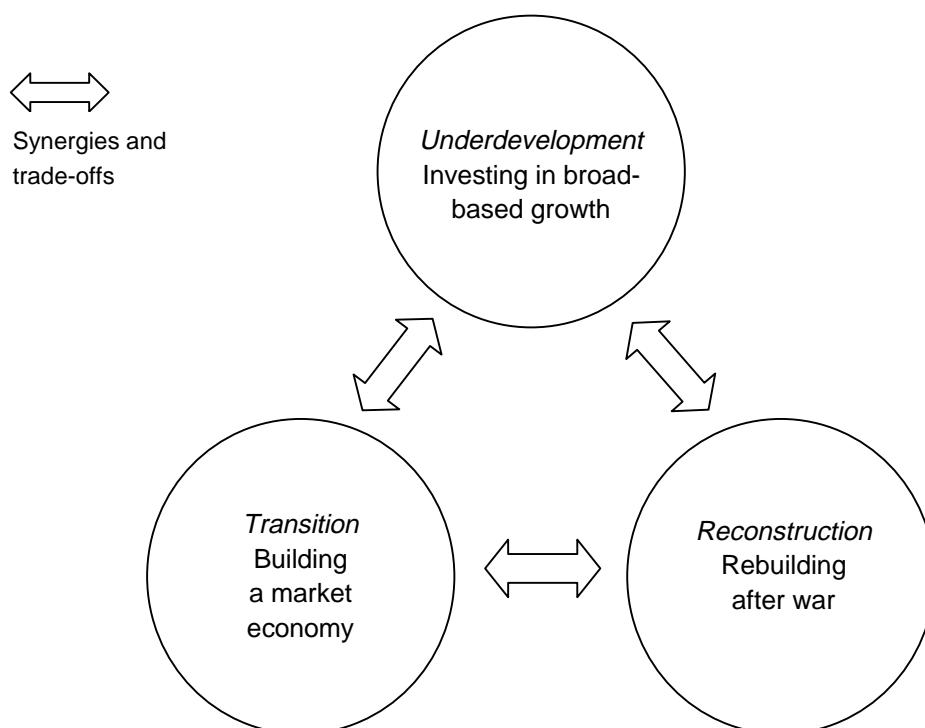 Synergies and
trade-offs
Underdevelopment
Investing in broad-
based growth
Transition
Building
a market
economy
Reconstruction
Rebuilding
after war